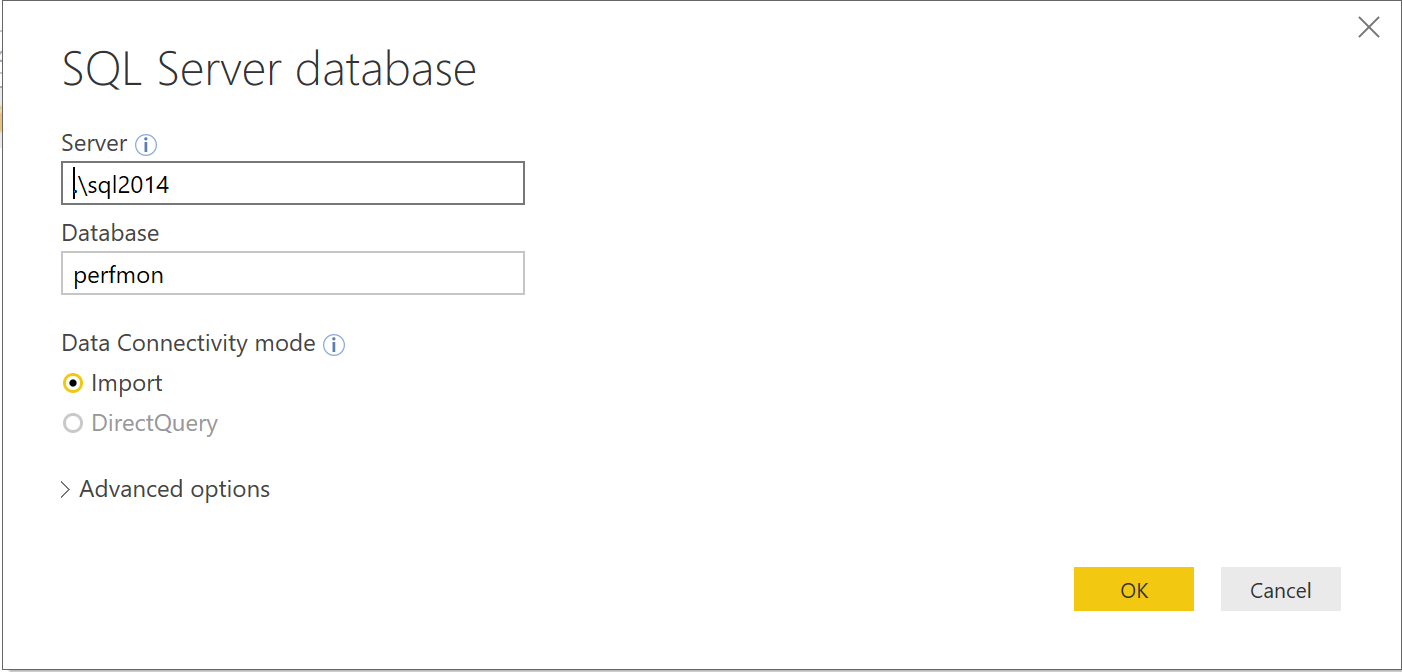 SQL Server database
Server
.\sql2014
Database
perfmon
Data Connectivity mode
Import
DirectQuery
Advanced options
OK
Cancel